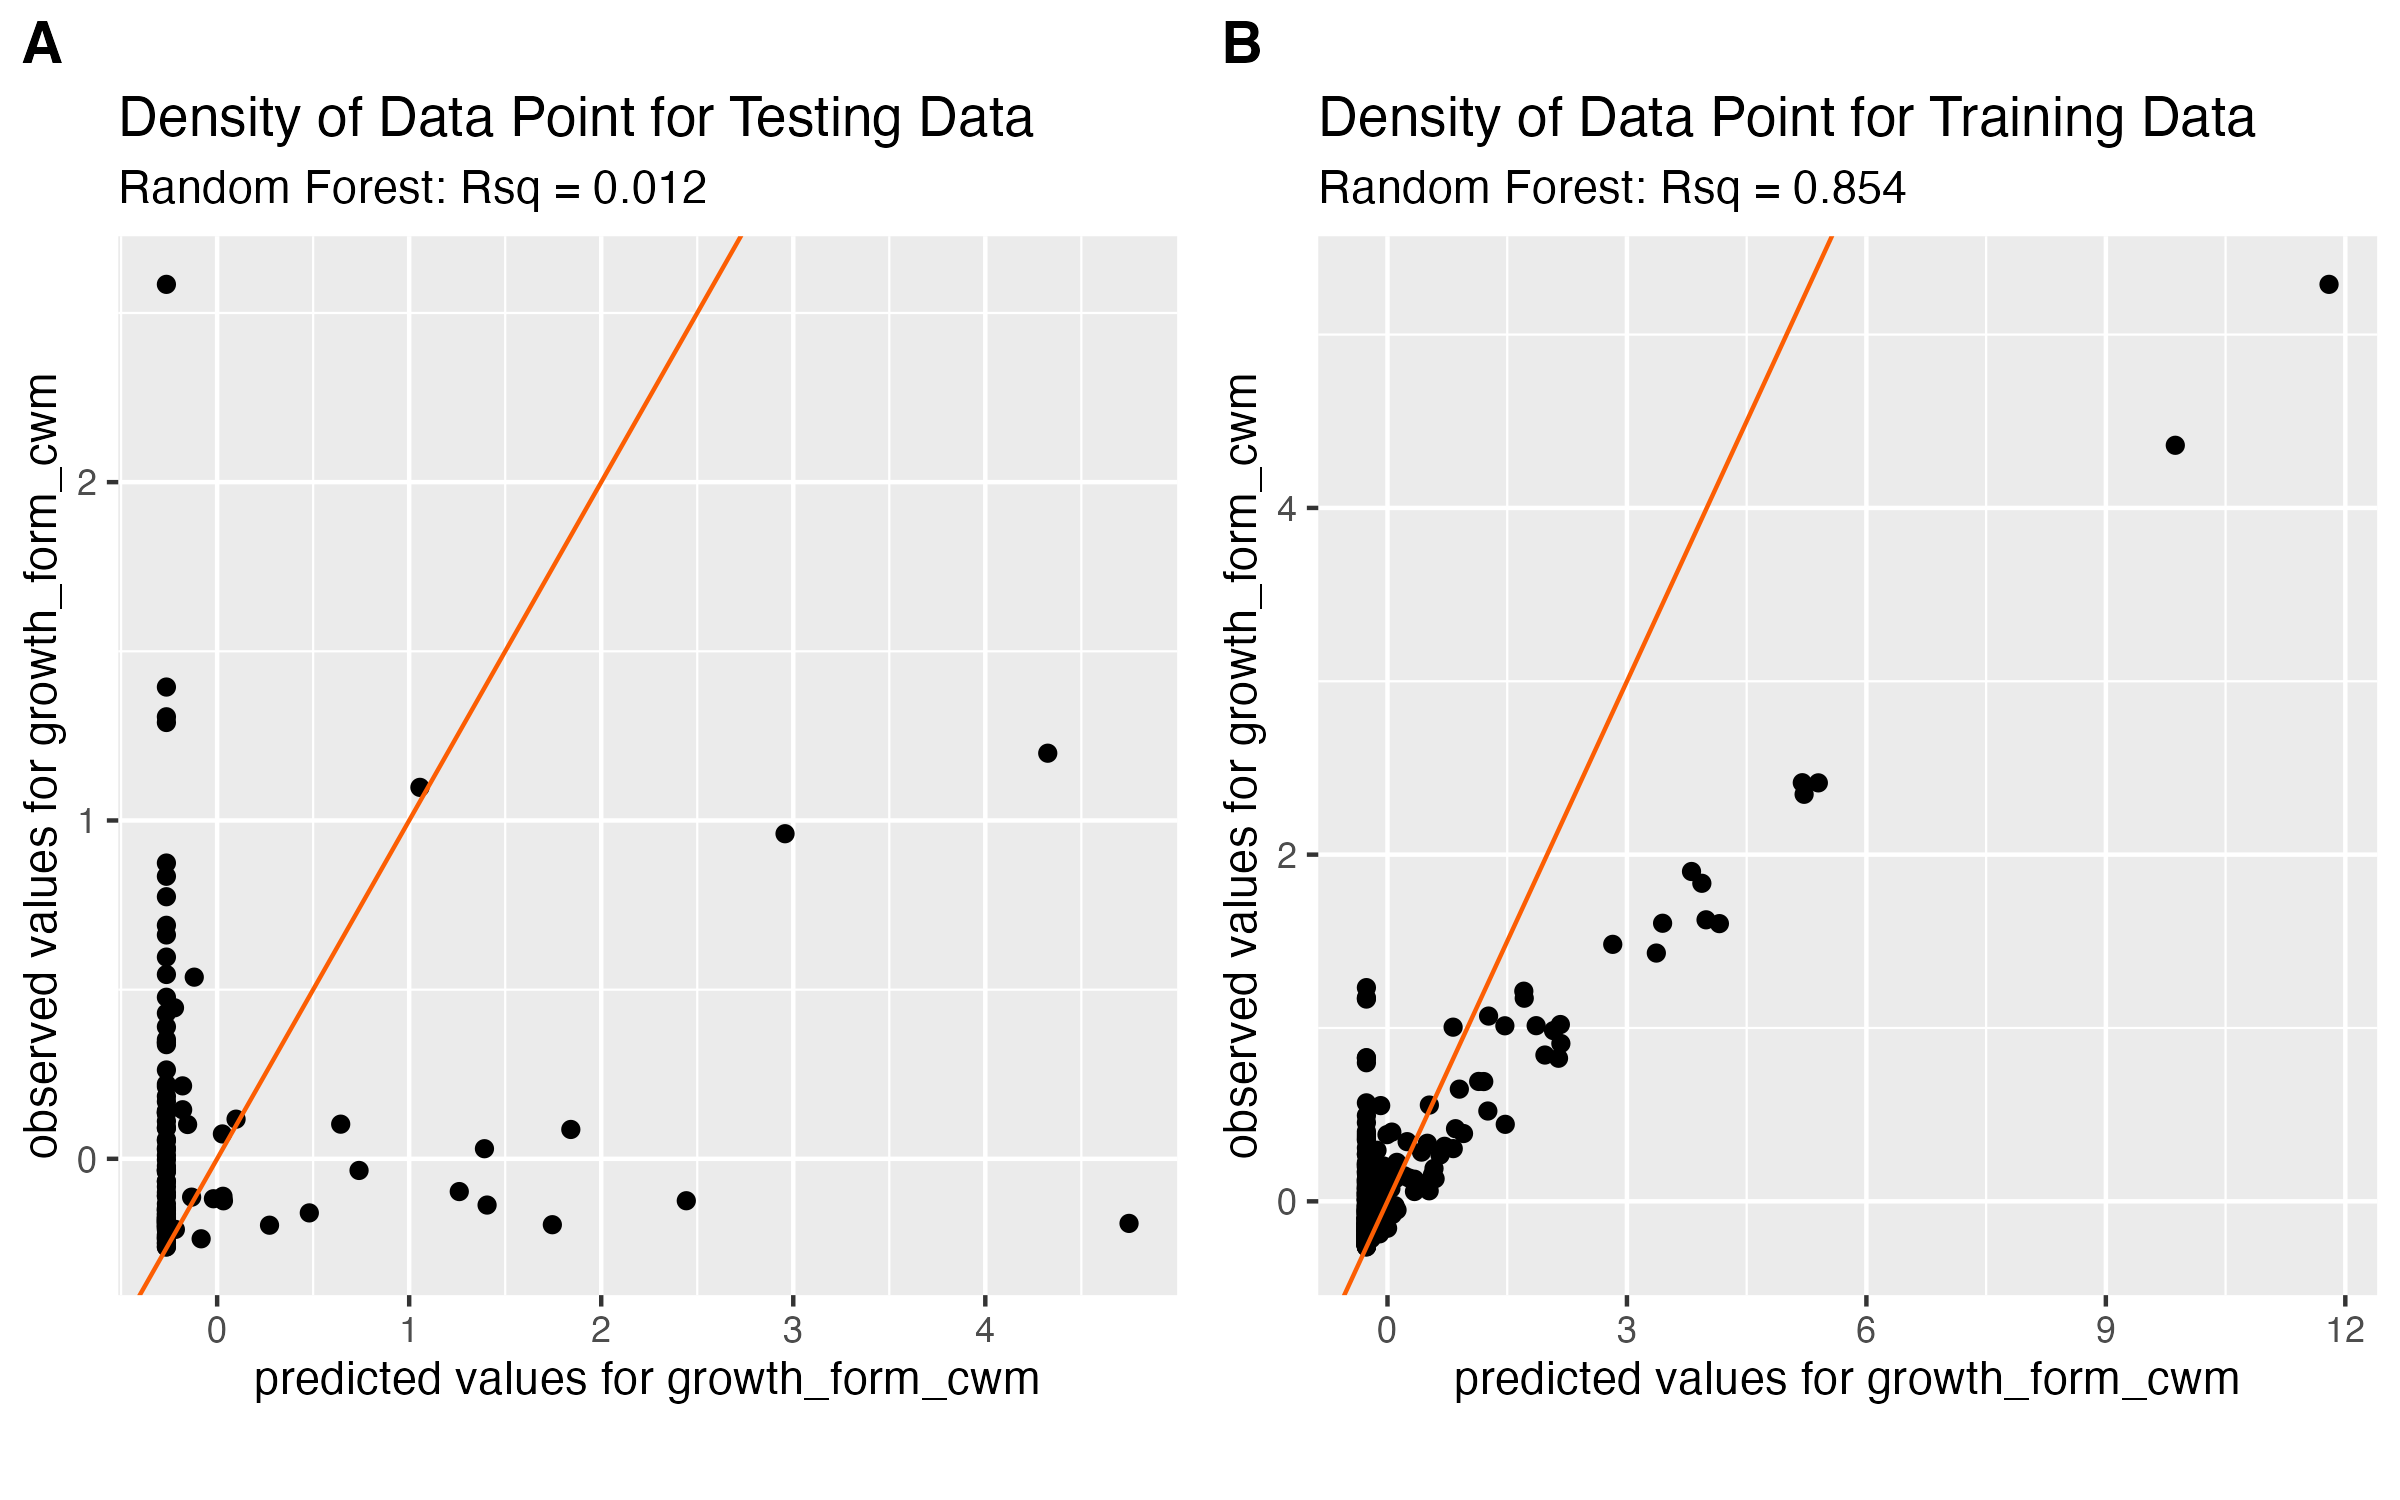 A
Density of Data Point for Testing Data
Random Forest: Rsq = 0.012
observed values for growth_form_cwm
2
1
0
0 1 2 3 4
predicted values for growth_form_cwm
B
Density of Data Point for Training Data
Random Forest: Rsq = 0.854
observed values for growth_form_cwm
4
2
0
0 3 6 9 12
predicted values for growth_form_cwm